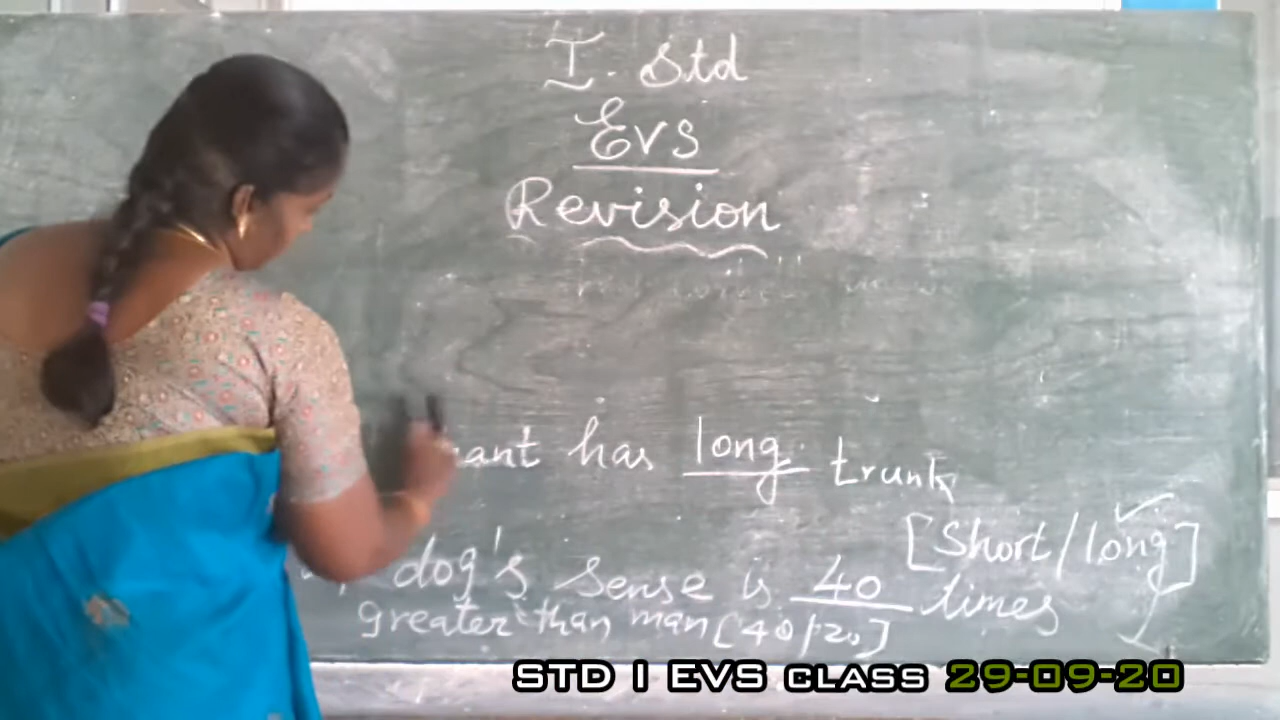 I. Std
EVS
Revision
ant has long trunk
[Short/long]
dog's sense is 40 times
greater than man [40/20]
STD I EVS CLASS 29-09-20